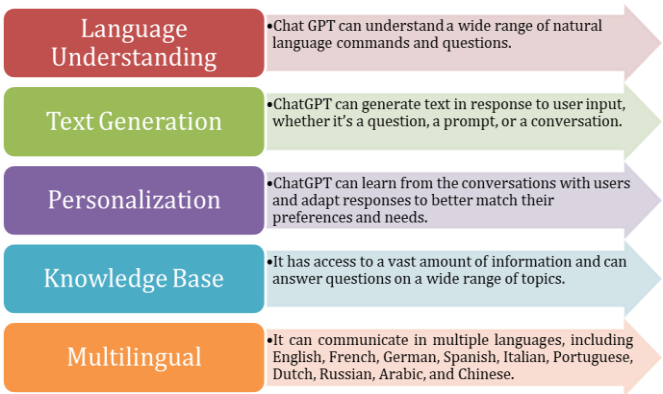 Language
Understanding
•Chat GPT can understand a wide range of natural
language commands and questions.
Text Generation
•ChatGPT can generate text in response to user input,
whether it's a question, a prompt, or a conversation.
Personalization
•ChatGPT can learn from the conversations with users
and adapt responses to better match their
preferences and needs.
Knowledge Base
•It has access to a vast amount of information and can
answer questions on a wide range of topics.
Multilingual
•It can communicate in multiple languages, including
English, French, German, Spanish, Italian, Portuguese,
Dutch, Russian, Arabic, and Chinese.